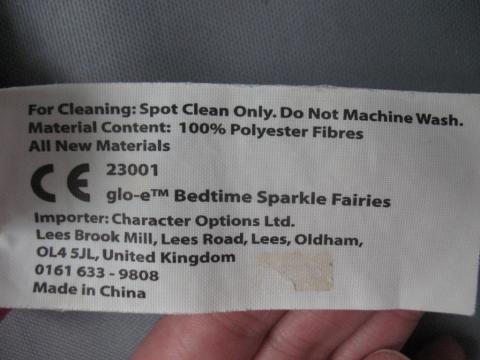 For Cleaning: Spot Clean Only. Do Not Machine Wash.
Material Content: 100% Polyester Fibres
All New Materials
CE 23001
glo-e™ Bedtime Sparkle Fairies
Importer: Character Options Ltd.
Lees Brook Mill, Lees Road, Lees, Oldham,
OL4 5JL, United Kingdom
0161 633 - 9808
Made in China